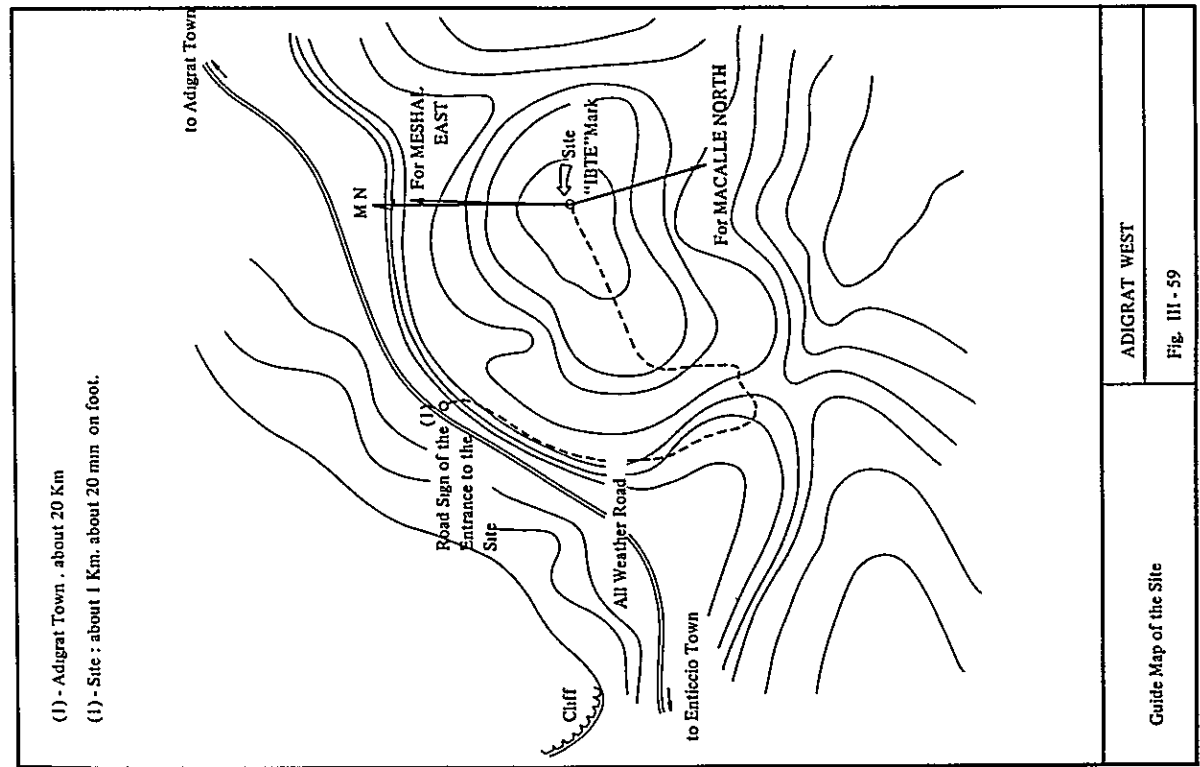 (1) - Adigrat Town . about 20 Km
(1) - Site : about 1 Km. about 20 min on foot.
to Adigrat Town
M N
For MESHAL
EAST
Site
"IBTE" Mark
(1)
Road Sign of the
Entrance to the
Site
For MACALLE NORTH
All Weather Road
Cliff
to Enticcio Town
Guide Map of the Site
ADIGRAT WEST
Fig. III - 59